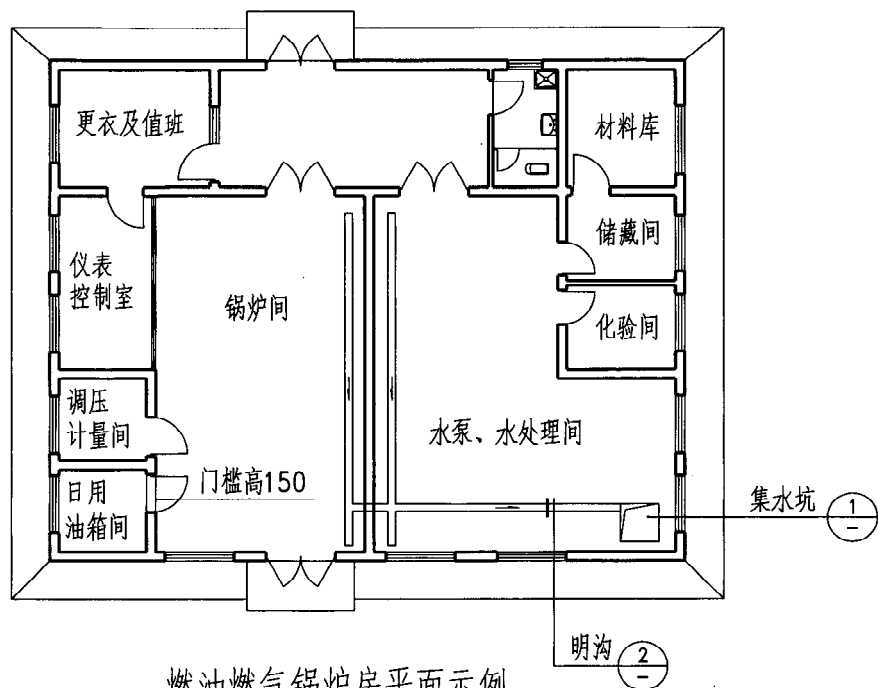 更衣及值班
材料库
仪表
控制室
储藏间
锅炉间
化验间
调压
计量间
水泵、水处理间
日用
油箱间
门槛高150
集水坑
1
-
明沟
2
-
燃油燃气锅炉房平面示例